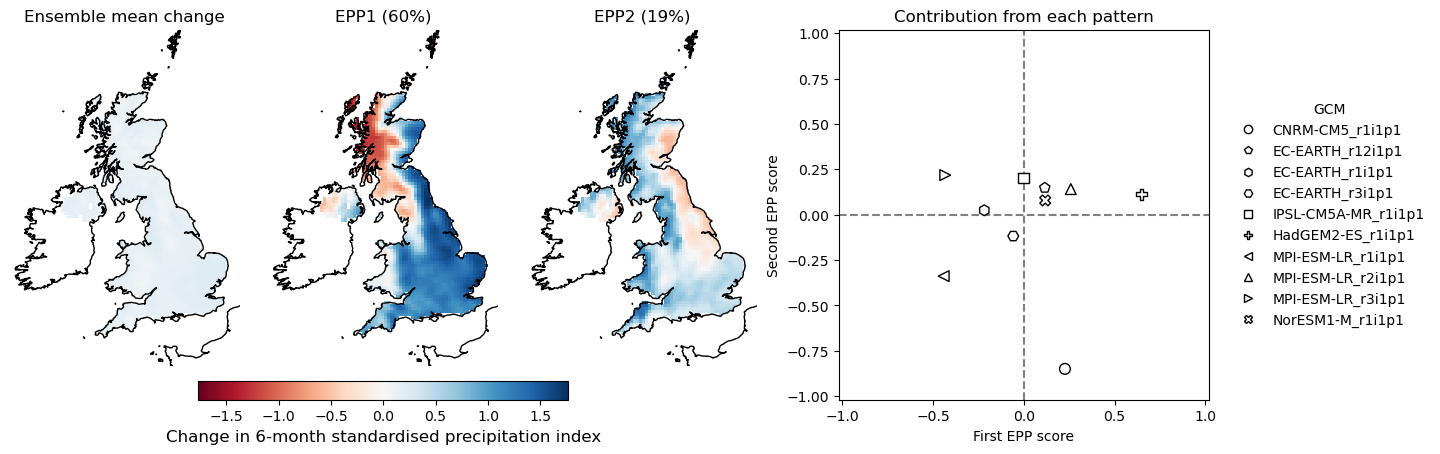 Ensemble mean change
EPP1 (60%)
EPP2 (19%)
−1.5 −1.0 −0.5 0.0 0.5 1.0 1.5
Change in 6-month standardised precipitation index
Contribution from each pattern
Second EPP score
1.00
0.75
0.50
0.25
0.00
−0.25
−0.50
−0.75
−1.00
−1.0 −0.5 0.0 0.5 1.0
First EPP score
GCM
CNRM-CM5_r1i1p1
EC-EARTH_r12i1p1
EC-EARTH_r1i1p1
EC-EARTH_r3i1p1
IPSL-CM5A-MR_r1i1p1
HadGEM2-ES_r1i1p1
MPI-ESM-LR_r1i1p1
MPI-ESM-LR_r2i1p1
MPI-ESM-LR_r3i1p1
NorESM1-M_r1i1p1